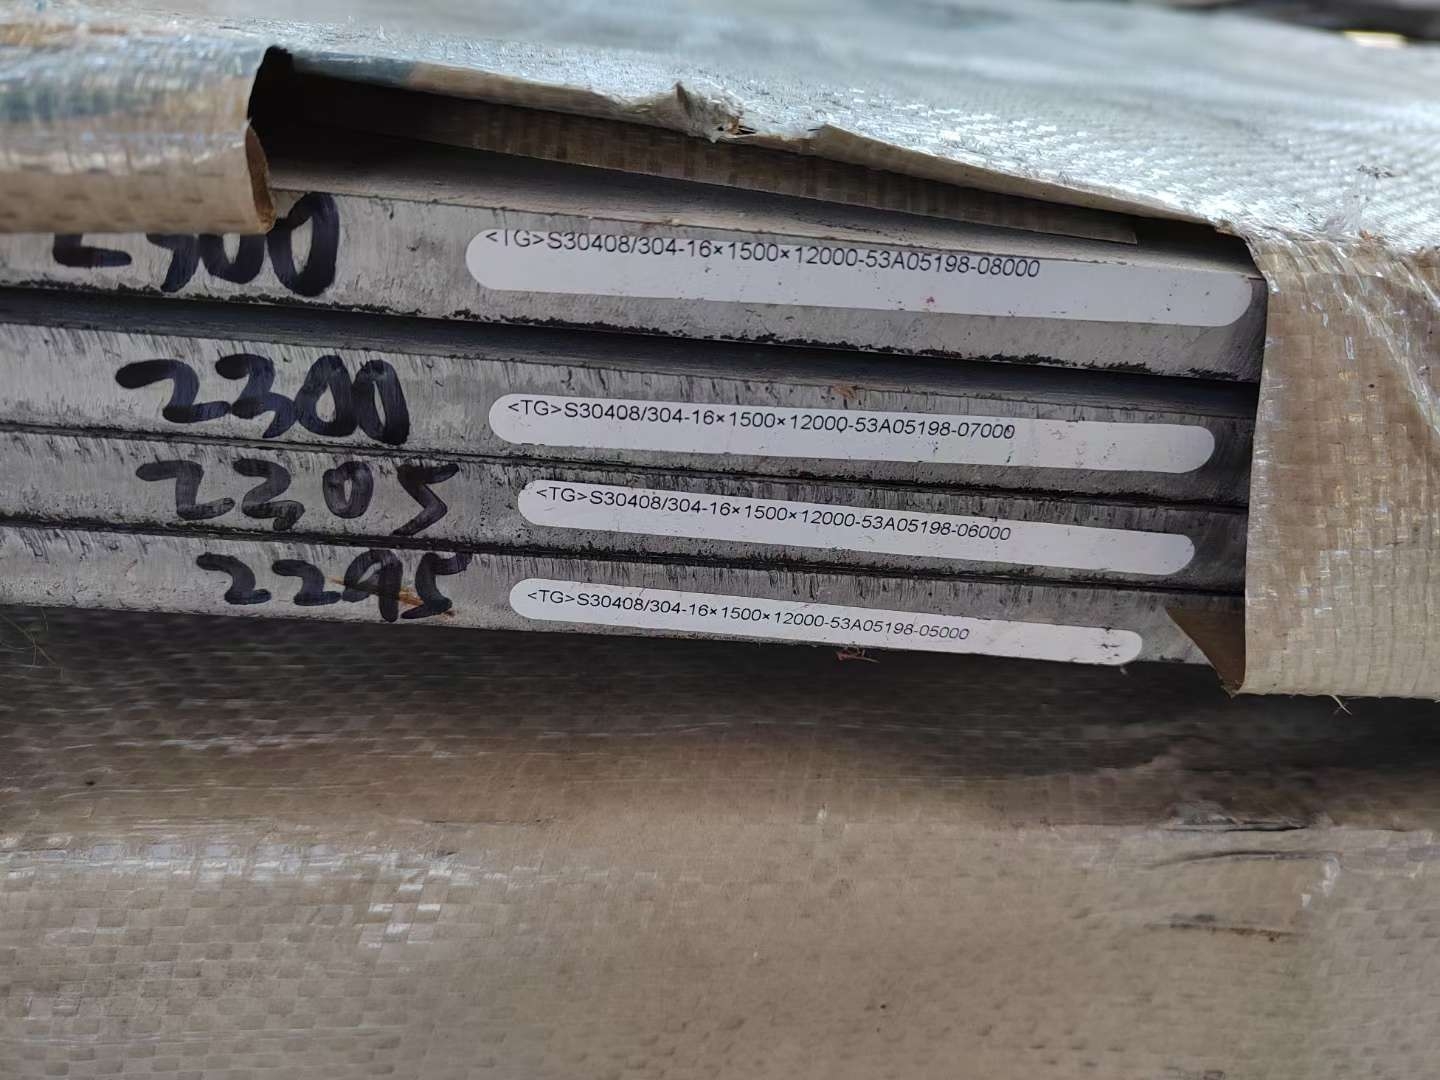 2300 <TG>S30408/304-16×1500×12000-53A05198-08000
2300 <TG>S30408/304-16×1500×12000-53A05198-07000
2305 <TG>S30408/304-16×1500×12000-53A05198-06000
2295 <TG>S30408/304-16×1500×12000-53A05198-05000